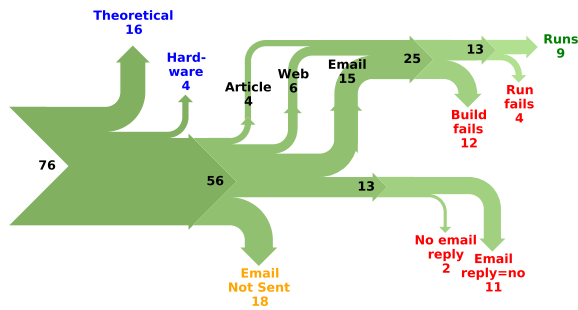 Theoretical
16
Hard-
ware
4
Article
4
Web
6
Email
15
25
13
Runs
9
Run
fails
4
Build
fails
12
76
56
13
No email
reply
2
Email
reply=no
11
Email
Not Sent
18